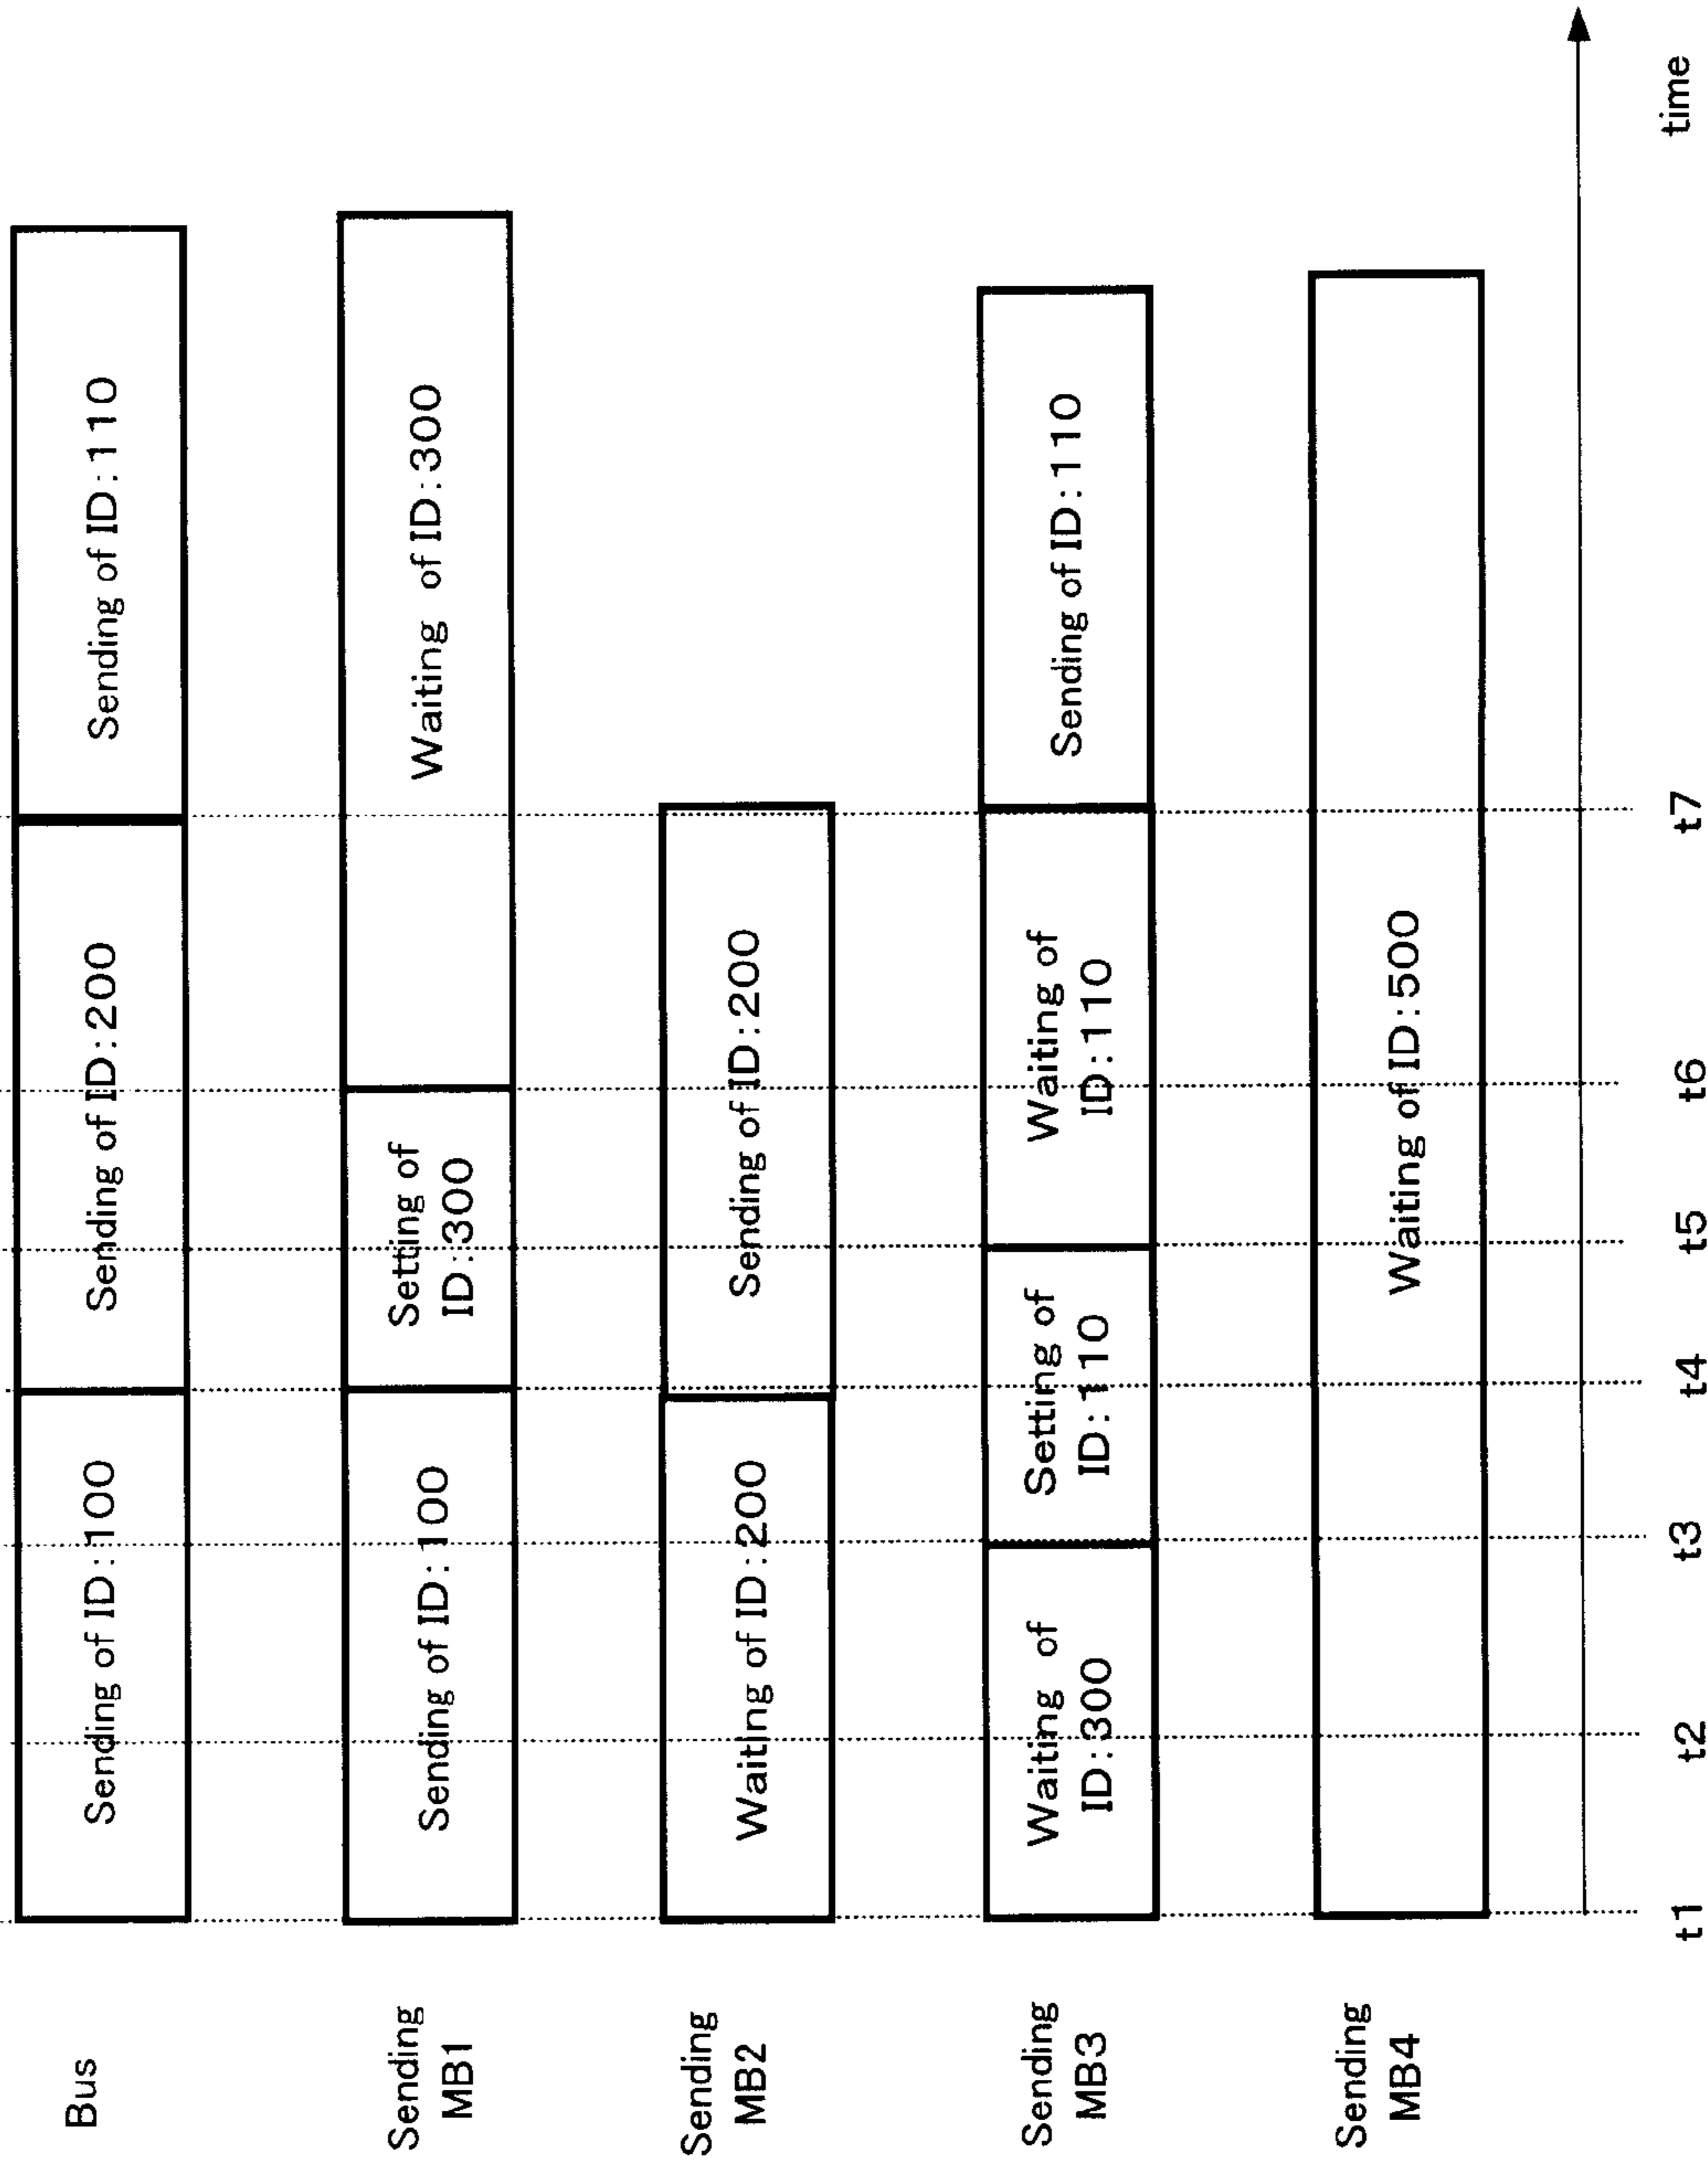 Bus
Sending of ID:100
Sending of ID:200
Sending of ID:110
Sending
MB1
Sending of ID:100
Setting of
ID:300
Waiting of ID:300
Sending
MB2
Waiting of ID:200
Sending of ID:200
Sending
MB3
Waiting of
ID:300
Setting of
ID:110
Waiting of
ID:110
Sending of ID:110
Sending
MB4
Waiting of ID:500
time
t1
t2
t3
t4
t5
t6
t7